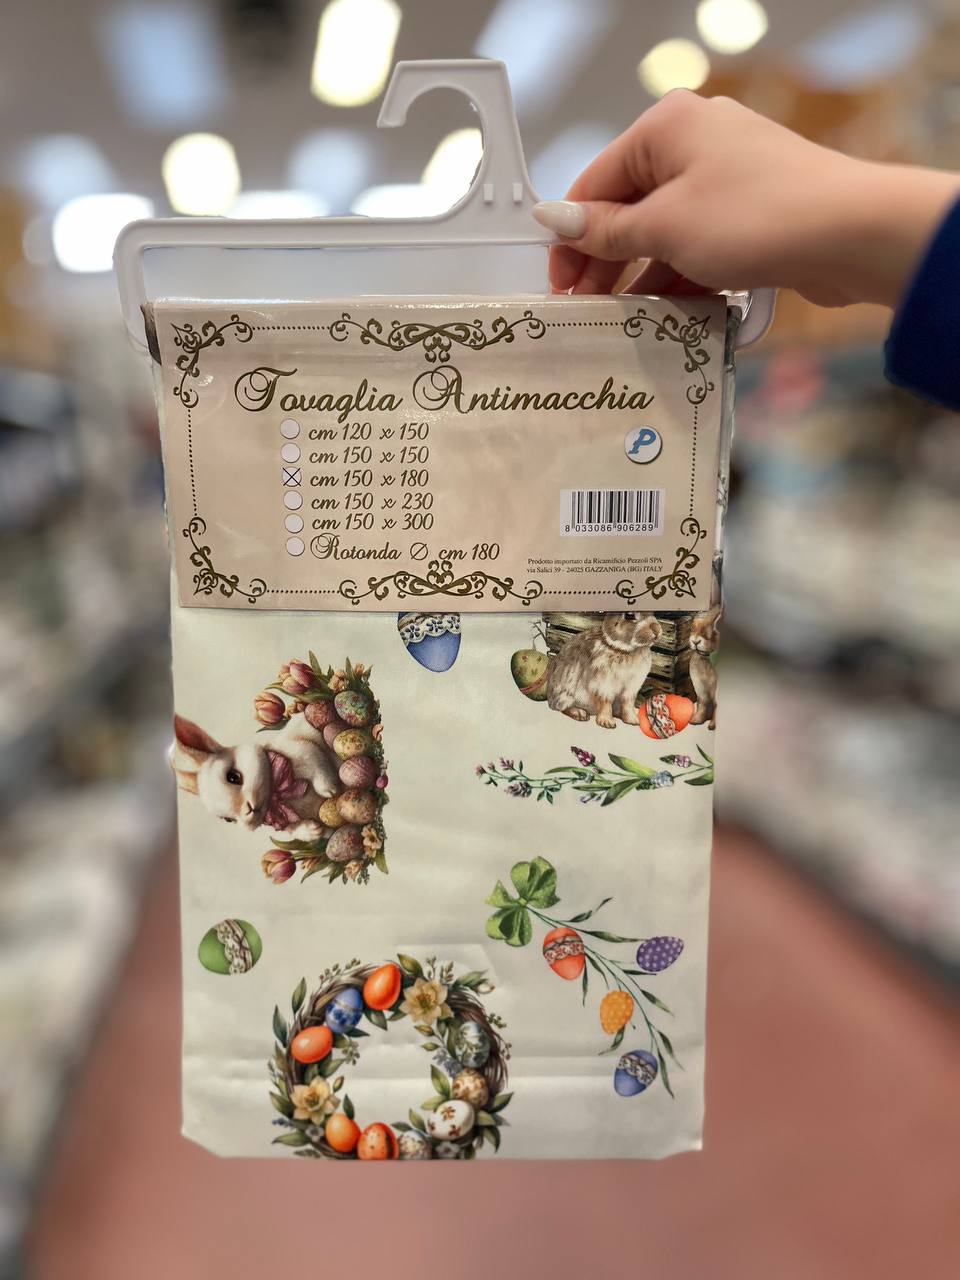 Tovaglia Antimacchia
cm 120 x 150
cm 150 x 150
cm 150 x 180
cm 150 x 230
cm 150 x 300
Rotonda Ø cm 180
P
8 033086 906289
Prodotto importato da Ricamificio Pezzoli SPA
via Salici 39 - 24025 GAZZANIGA (BG) ITALY